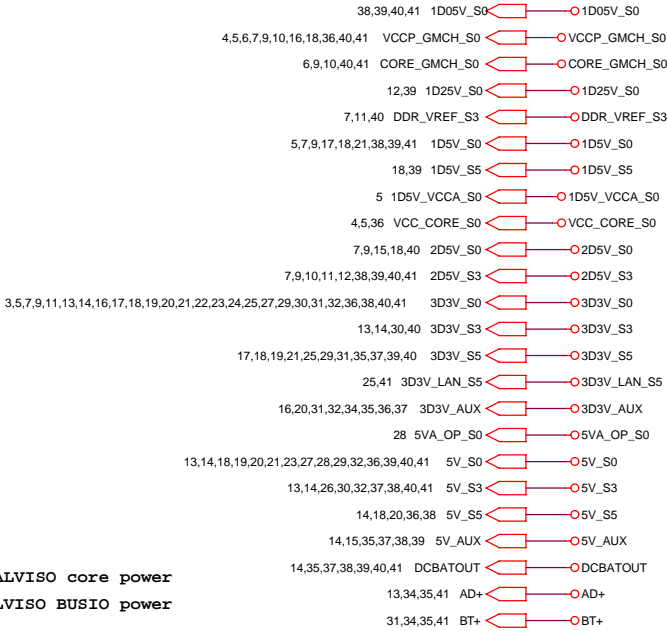 38,39,40,41 1D05V_S0 1D05V_S0
4,5,6,7,9,10,16,18,36,40,41 VCCP_GMCH_S0 VCCP_GMCH_S0
6,9,10,40,41 CORE_GMCH_S0 CORE_GMCH_S0
12,39 1D25V_S0 1D25V_S0
7,11,40 DDR_VREF_S3 DDR_VREF_S3
5,7,9,17,18,21,38,39,41 1D5V_S0 1D5V_S0
18,39 1D5V_S5 1D5V_S5
5 1D5V_VCCA_S0 1D5V_VCCA_S0
4,5,36 VCC_CORE_S0 VCC_CORE_S0
7,9,15,18,40 2D5V_S0 2D5V_S0
7,9,10,11,12,38,39,40,41 2D5V_S3 2D5V_S3
3,5,7,9,11,13,14,16,17,18,19,20,21,22,23,24,25,27,29,30,31,32,36,38,40,41 3D3V_S0 3D3V_S0
13,14,30,40 3D3V_S3 3D3V_S3
17,18,19,21,25,29,31,35,37,39,40 3D3V_S5 3D3V_S5
25,41 3D3V_LAN_S5 3D3V_LAN_S5
16,20,31,32,34,35,36,37 3D3V_AUX 3D3V_AUX
28 5VA_OP_S0 5VA_OP_S0
13,14,18,19,20,21,23,27,28,29,32,36,39,40,41 5V_S0 5V_S0
13,14,26,30,32,37,38,40,41 5V_S3 5V_S3
14,18,20,36,38 5V_S5 5V_S5
14,15,35,37,38,39 5V_AUX 5V_AUX
14,35,37,38,39,40,41 DCBATOUT DCBATOUT
ALVISO core power
13,34,35,41 AD+ AD+
LVISO BUSIO power
31,34,35,41 BT+ BT+